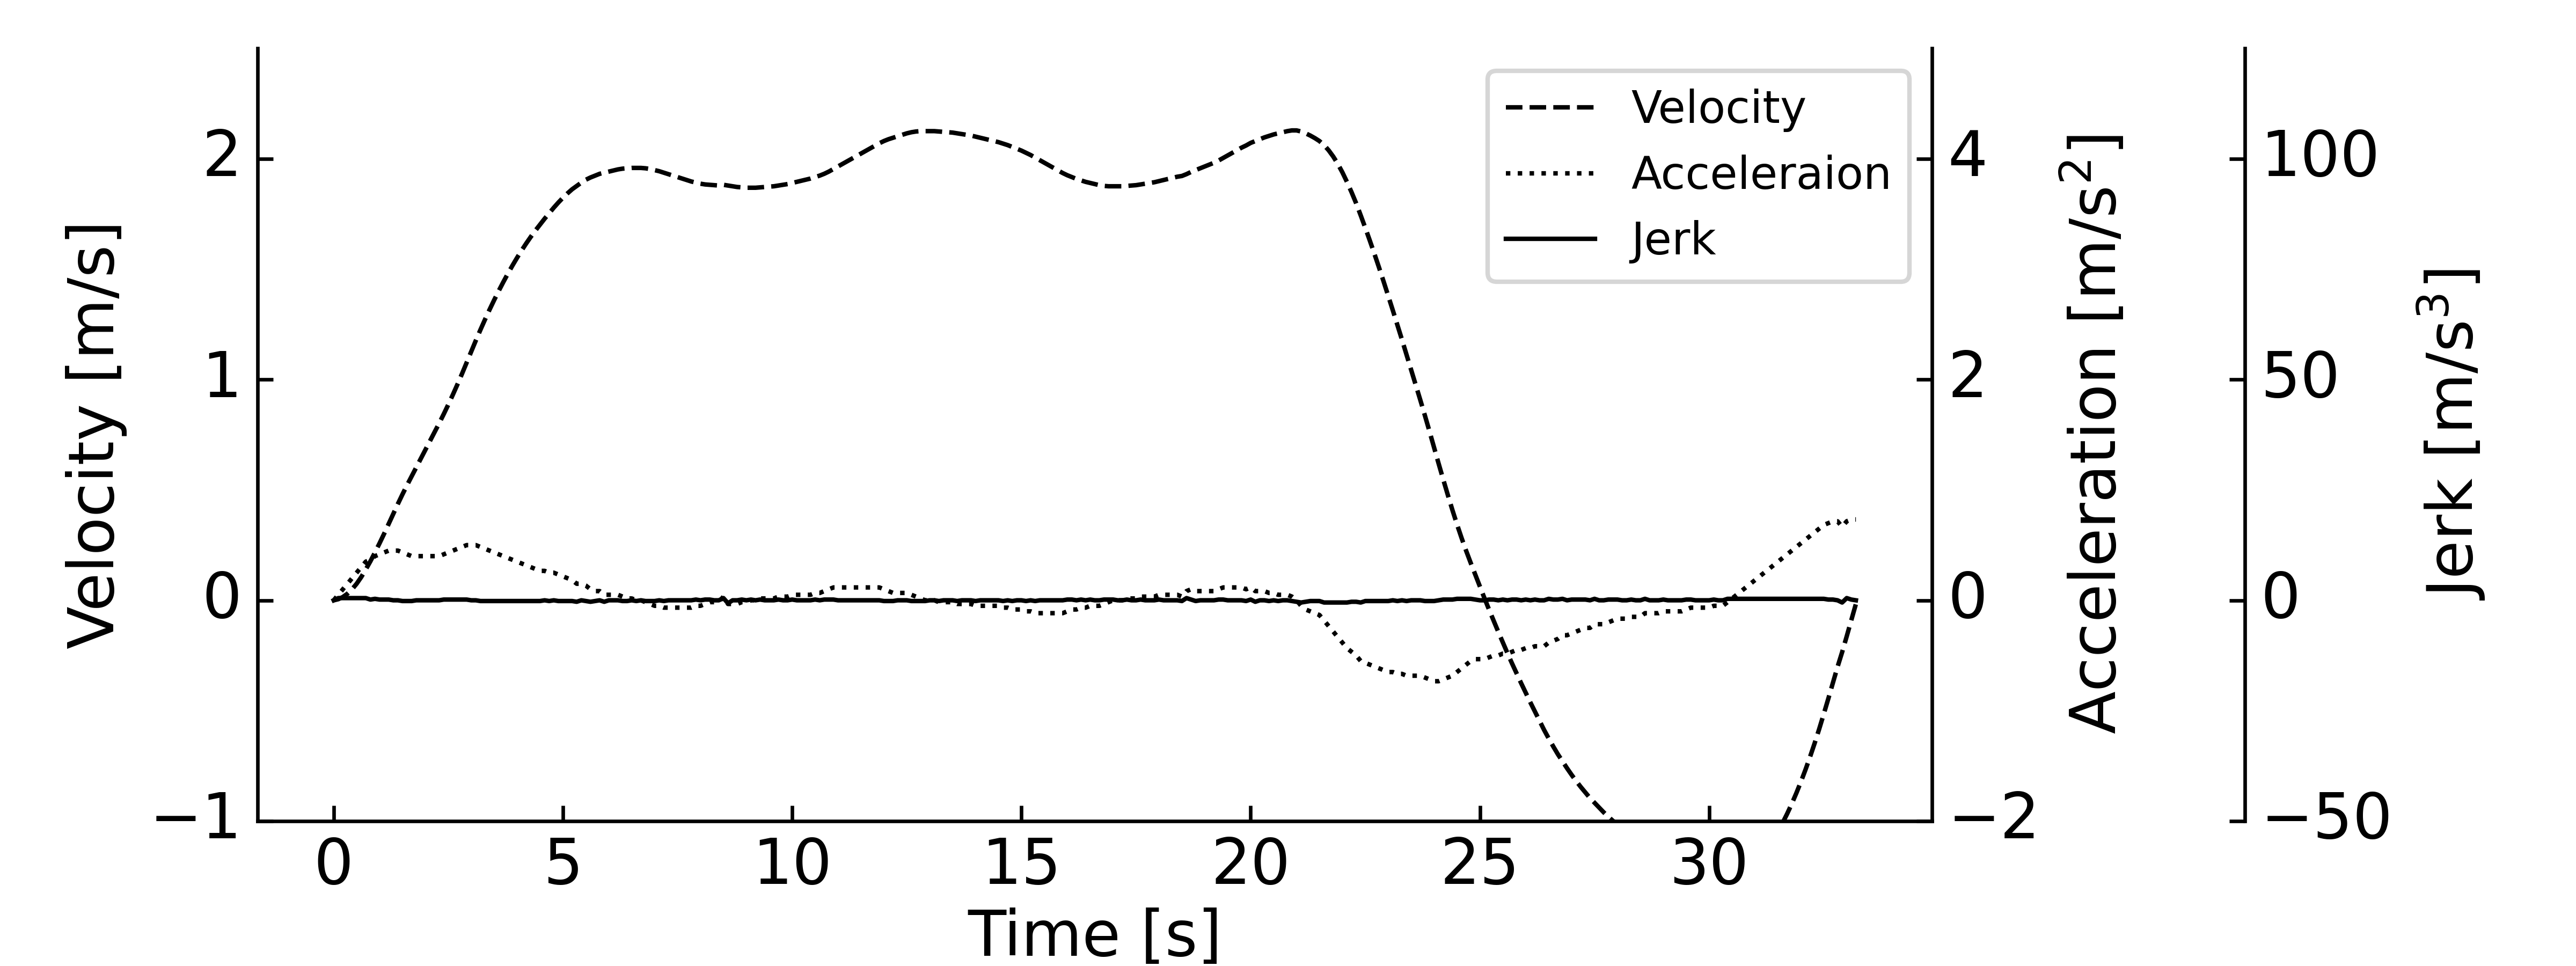 Velocity [m/s]
2
1
0
−1
0 5 10 15 20 25 30
Time [s]
Velocity
Acceleraion
Jerk
4
2
0
−2
Acceleration [m/s²]
100
50
0
−50
Jerk [m/s³]